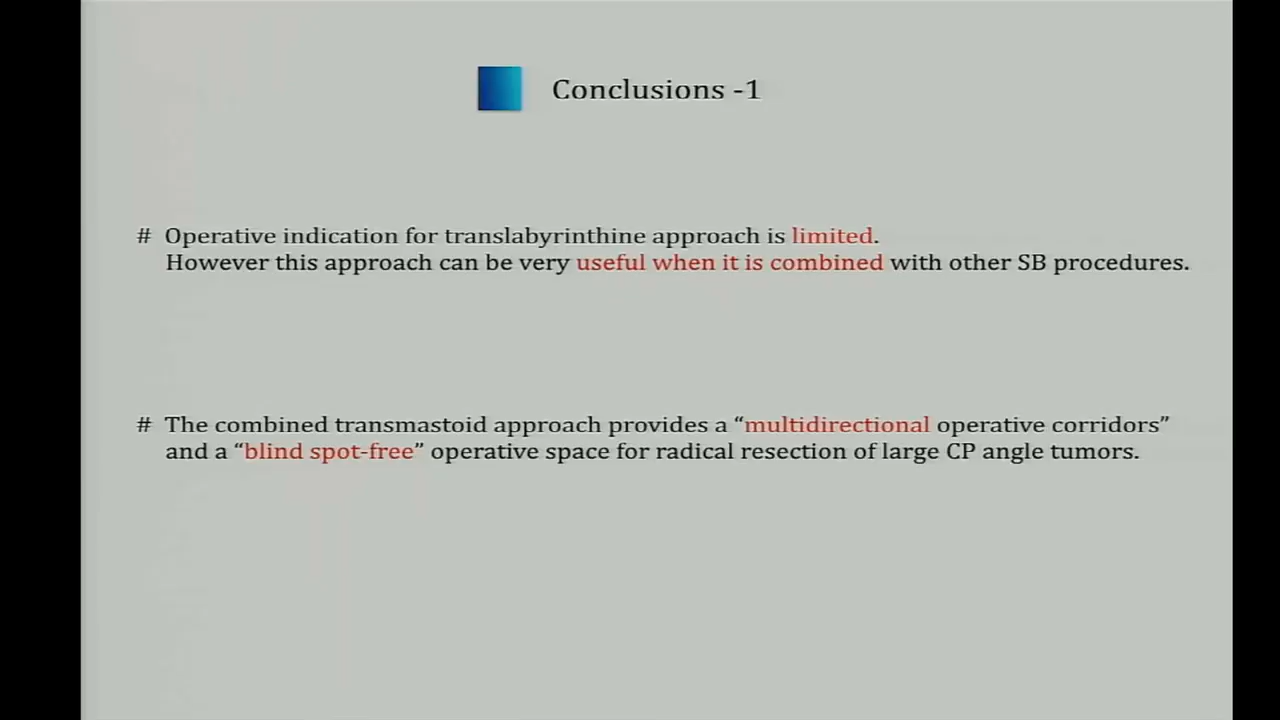 Conclusions -1
# Operative indication for translabyrinthine approach is limited.
However this approach can be very useful when it is combined with other SB procedures.
# The combined transmastoid approach provides a “multidirectional operative corridors”
and a “blind spot-free” operative space for radical resection of large CP angle tumors.